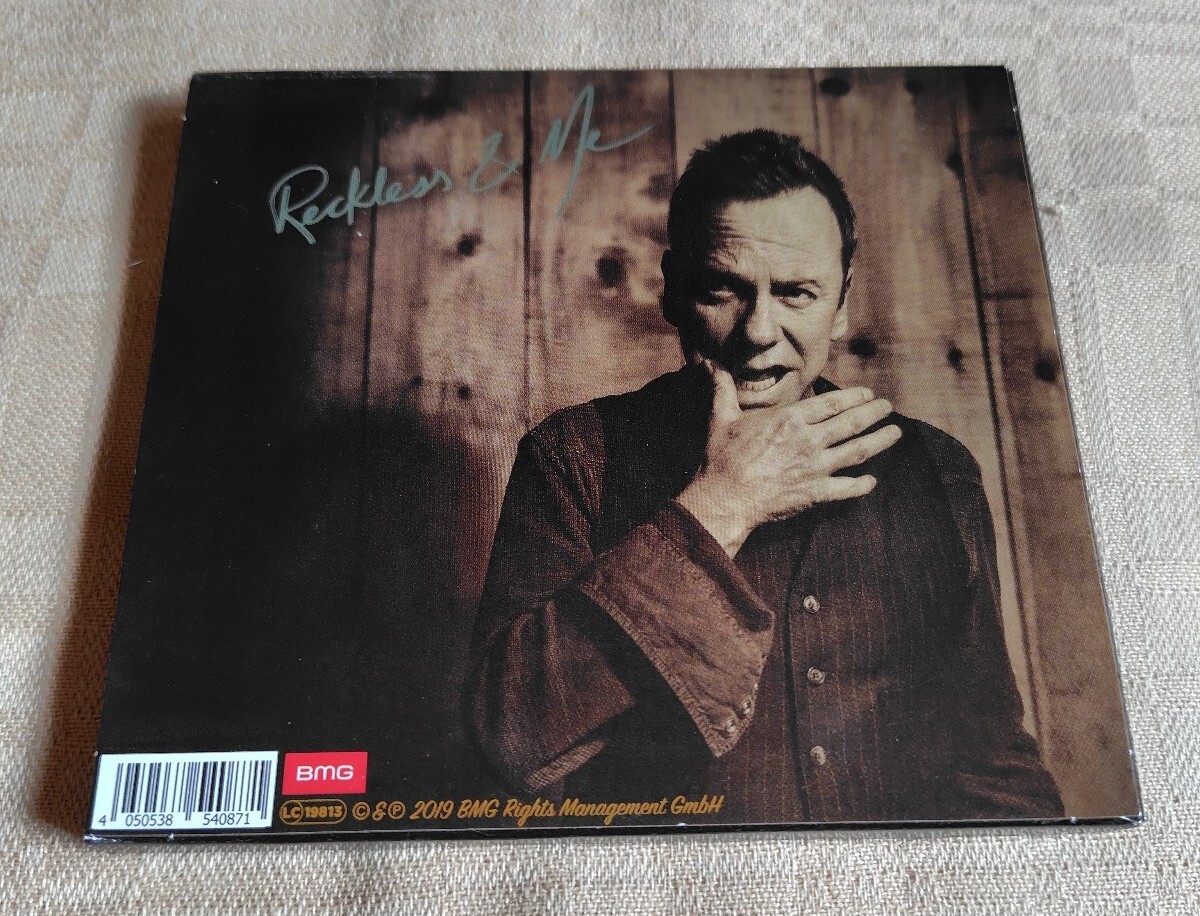 Reckless & Me
BMG
4 050538 540871
LC 19813 © & ℗ 2019 BMG Rights Management GmbH